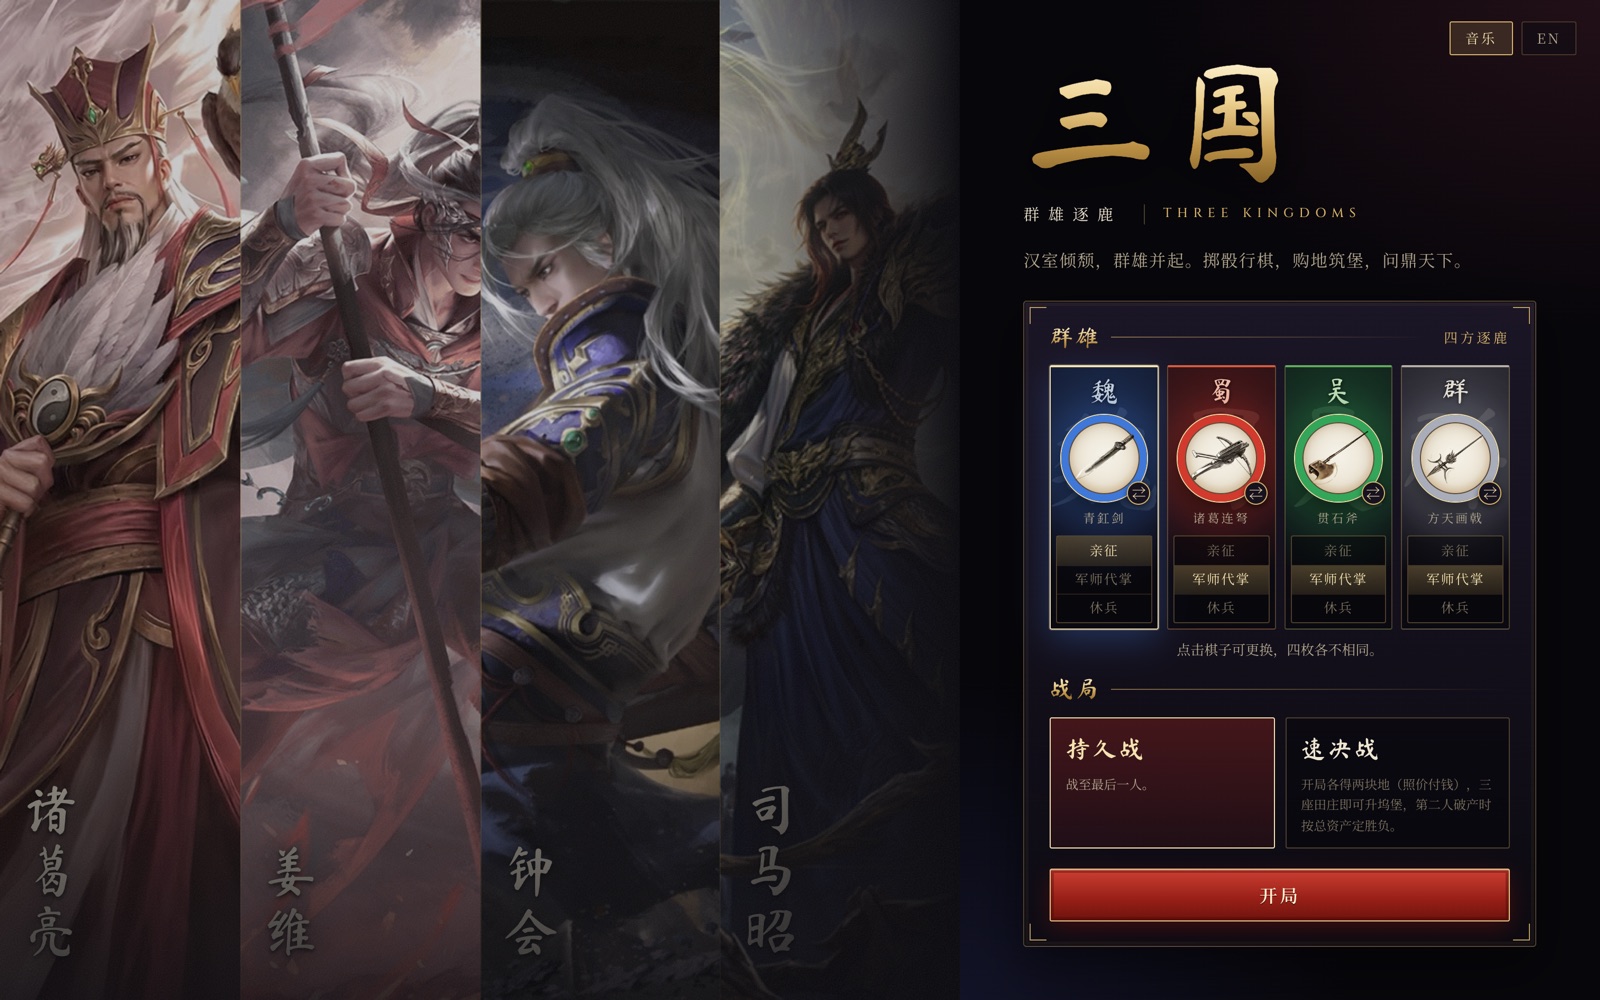 音乐
EN
三国
群雄逐鹿
THREE KINGDOMS
汉室倾颓，群雄并起。掷骰行棋，购地筑堡，问鼎天下。
群雄
四方逐鹿
魏
青釭剑
亲征
军师代掌
休兵
蜀
诸葛连弩
亲征
军师代掌
休兵
吴
贯石斧
亲征
军师代掌
休兵
群
方天画戟
亲征
军师代掌
休兵
点击棋子可更换，四枚各不相同。
战局
持久战
战至最后一人。
速决战
开局各得两块地（照价付钱），三
座田庄即可升坞堡，第二人破产时
按总资产定胜负。
开局
诸葛亮
姜维
钟会
司马昭